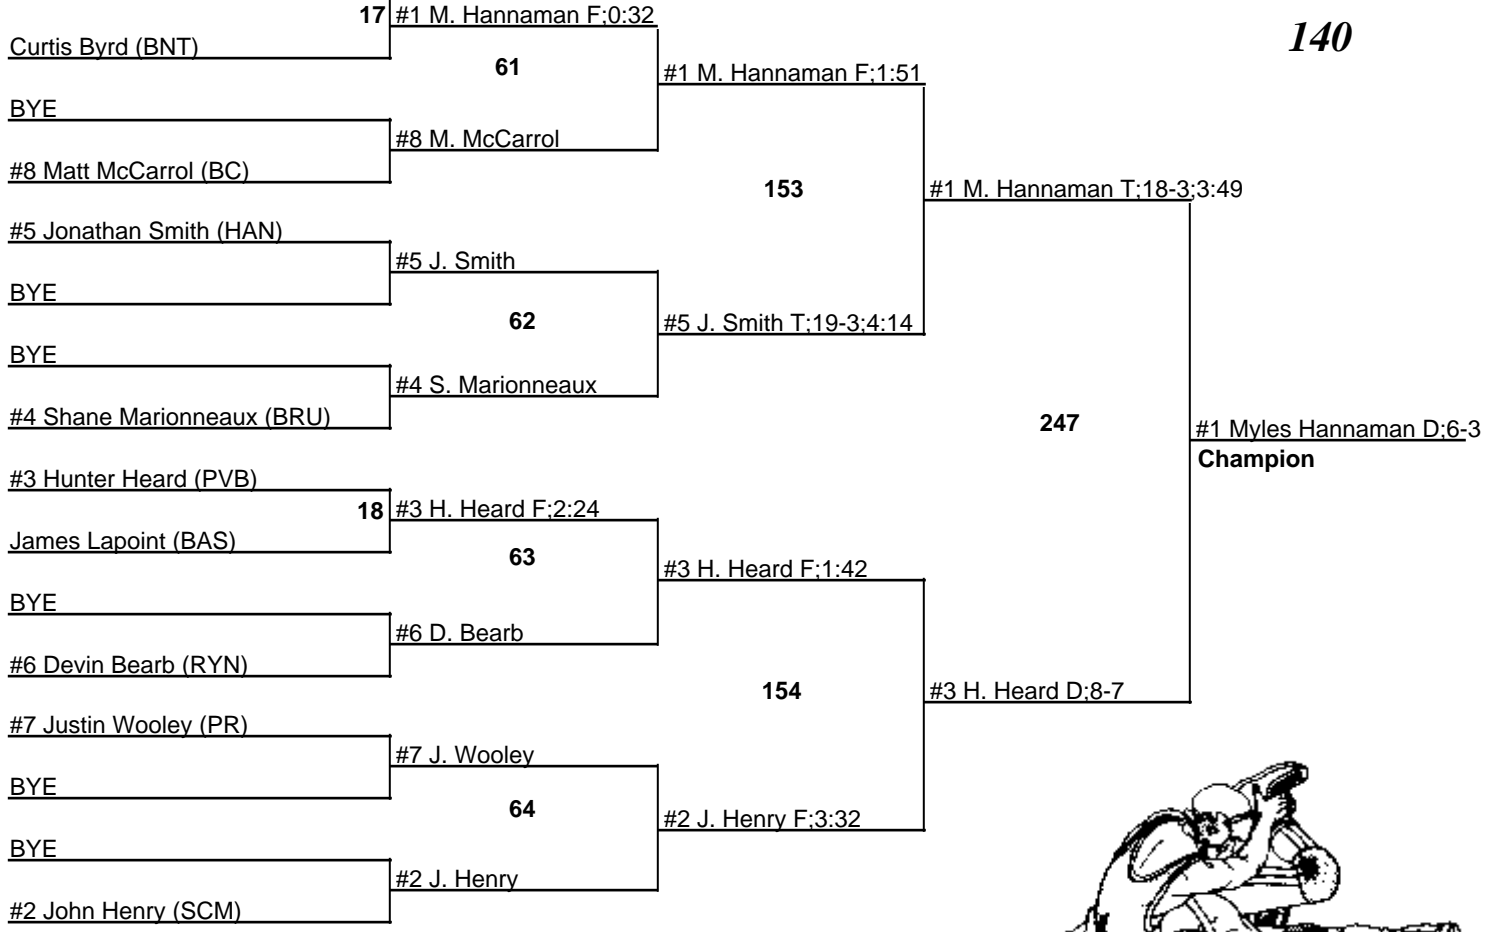 140
17
#1 M. Hannaman F;0:32
Curtis Byrd (BNT)
61
#1 M. Hannaman F;1:51
BYE
#8 M. McCarrol
#8 Matt McCarrol (BC)
153
#1 M. Hannaman T;18-3;3:49
#5 Jonathan Smith (HAN)
#5 J. Smith
BYE
62
#5 J. Smith T;19-3;4:14
BYE
#4 S. Marionneaux
#4 Shane Marionneaux (BRU)
247
#1 Myles Hannaman D;6-3
Champion
#3 Hunter Heard (PVB)
18
#3 H. Heard F;2:24
James Lapoint (BAS)
63
#3 H. Heard F;1:42
BYE
#6 D. Bearb
#6 Devin Bearb (RYN)
154
#3 H. Heard D;8-7
#7 Justin Wooley (PR)
#7 J. Wooley
BYE
64
#2 J. Henry F;3:32
BYE
#2 J. Henry
#2 John Henry (SCM)